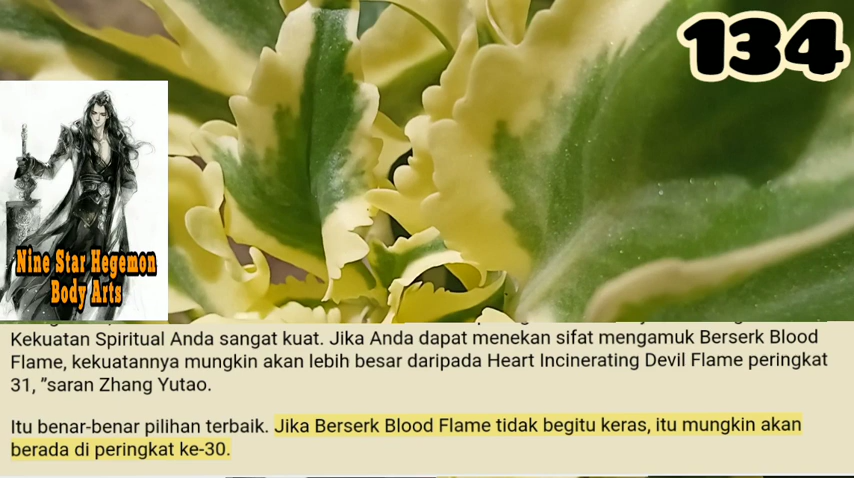 134
Nine Star Hegemon
Body Arts
Kekuatan Spiritual Anda sangat kuat. Jika Anda dapat menekan sifat mengamuk Berserk Blood
Flame, kekuatannya mungkin akan lebih besar daripada Heart Incinerating Devil Flame peringkat
31, ”saran Zhang Yutao.
Itu benar-benar pilihan terbaik. Jika Berserk Blood Flame tidak begitu keras, itu mungkin akan
berada di peringkat ke-30.